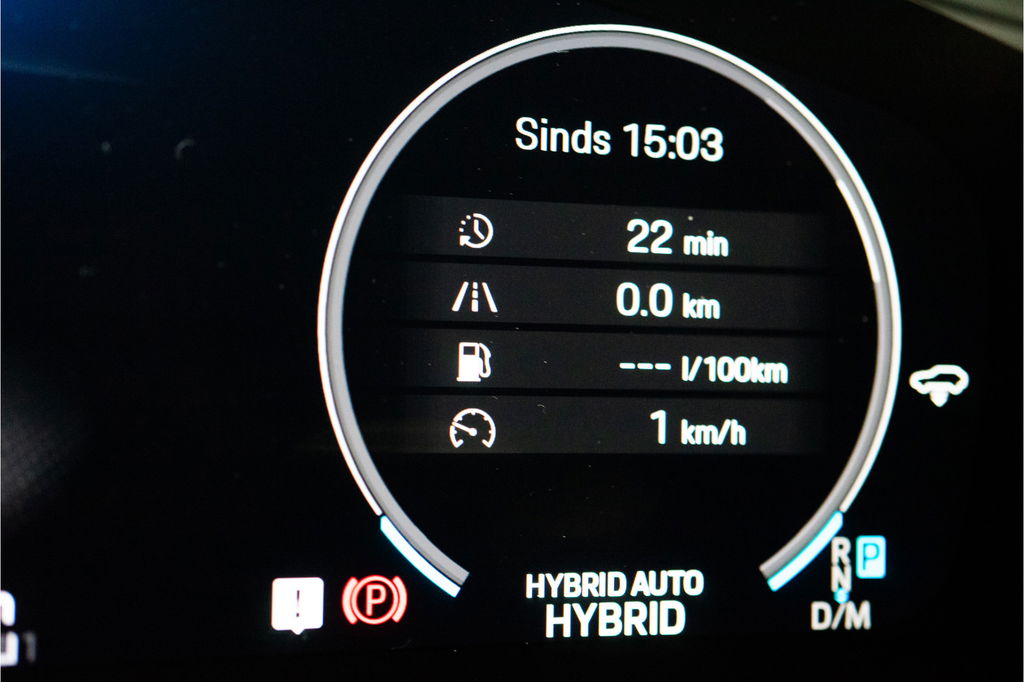 Sinds 15:03
22 min
0.0 km
--- l/100km
1 km/h
R P
N
D/M
HYBRID AUTO
HYBRID
! P